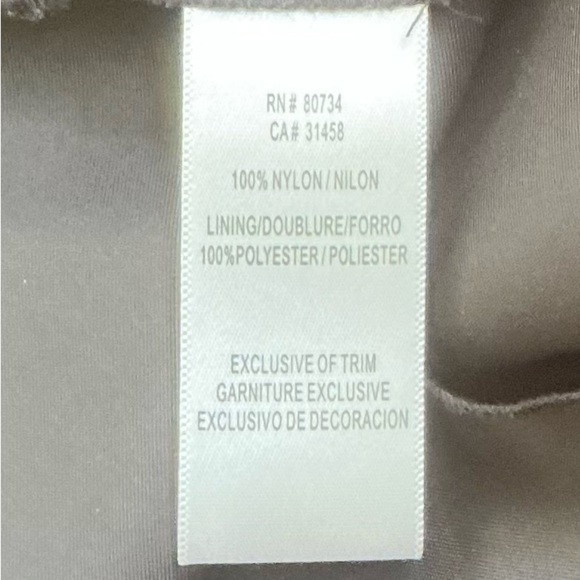 RN# 80734
CA# 31458
100% NYLON / NILON
LINING/DOUBLURE/FORRO
100%POLYESTER / POLIESTER
EXCLUSIVE OF TRIM
GARNITURE EXCLUSIVE
EXCLUSIVO DE DECORACION